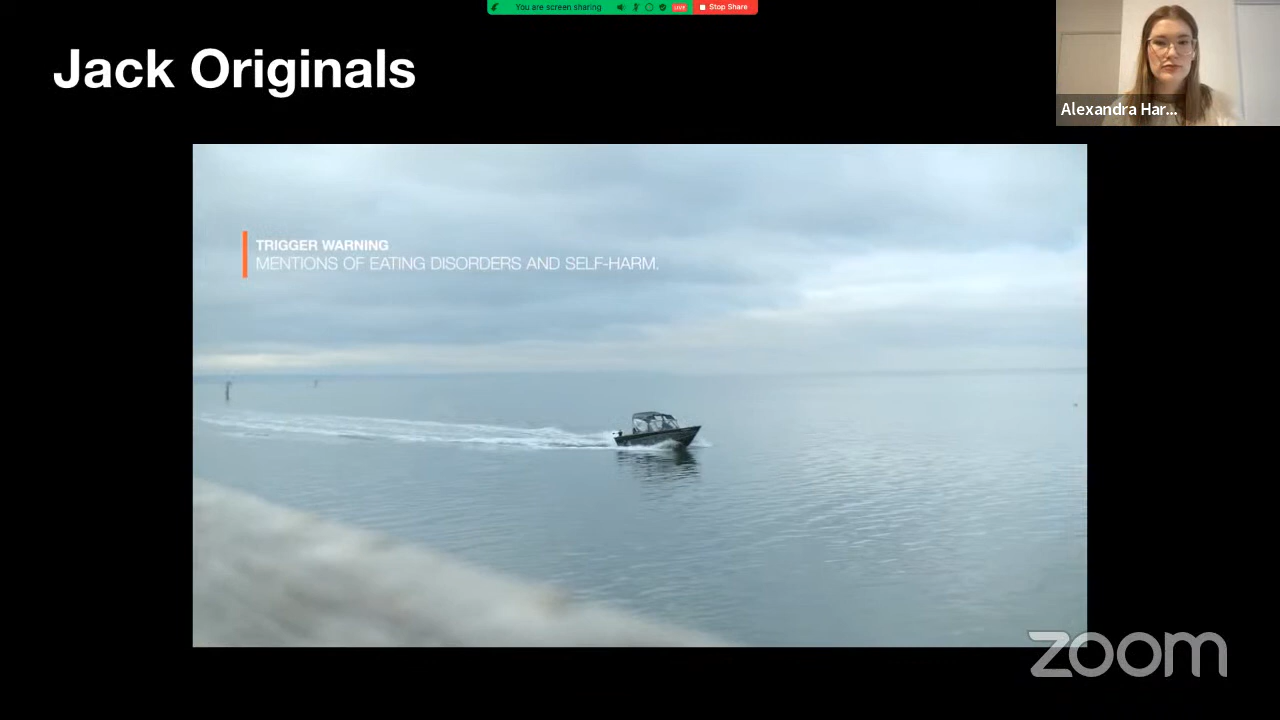 You are screen sharing
LIVE
Stop Share
Jack Originals
Alexandra Har...
TRIGGER WARNING
MENTIONS OF EATING DISORDERS AND SELF-HARM.
zoom